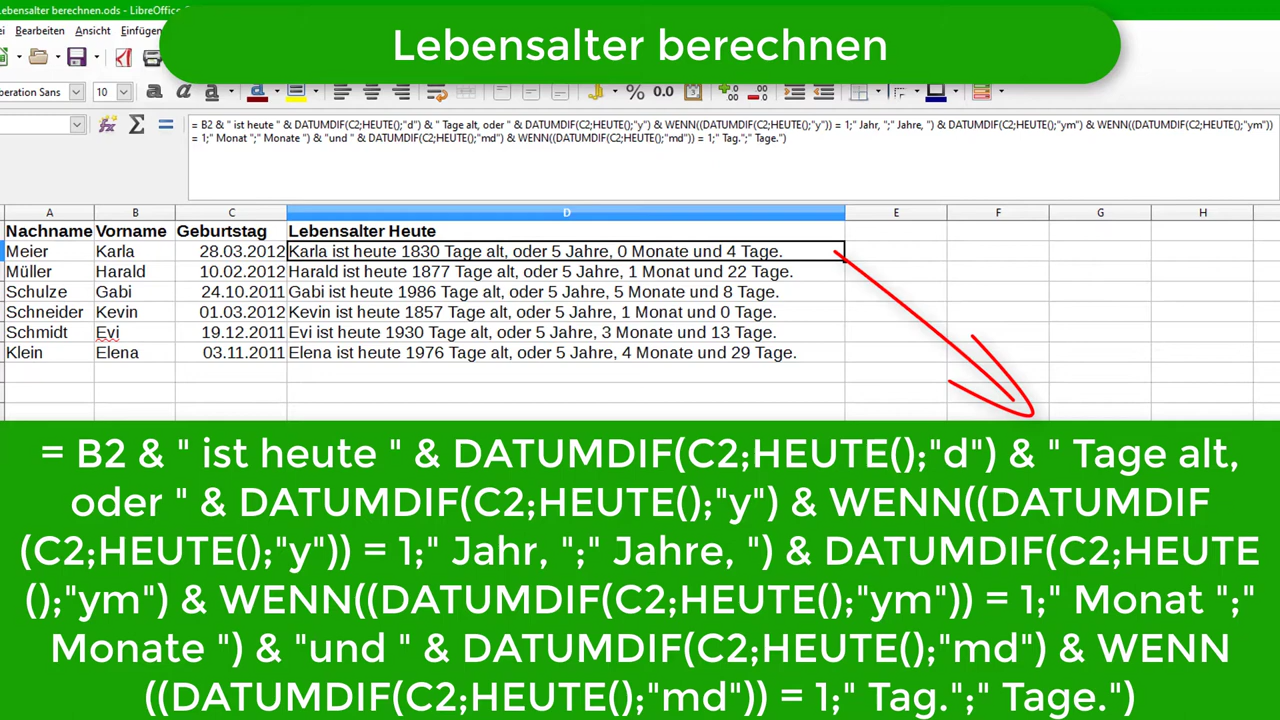 Lebensalter berechnen.ods - LibreOffice
Lebensalter berechnen
Bearbeiten Ansicht Einfügen
eration Sans 10
= B2 & " ist heute " & DATUMDIF(C2;HEUTE();"d") & " Tage alt, oder " & DATUMDIF(C2;HEUTE();"y") & WENN((DATUMDIF(C2;HEUTE();"y")) = 1;" Jahr, ";" Jahre, ") & DATUMDIF(C2;HEUTE();"ym") & WENN((DATUMDIF(C2;HEUTE();"ym"))
= 1;" Monat ";" Monate ") & "und " & DATUMDIF(C2;HEUTE();"md") & WENN((DATUMDIF(C2;HEUTE();"md")) = 1;" Tag.";" Tage.")
A B C D E F G H
Nachname Vorname Geburtstag Lebensalter Heute
Meier Karla 28.03.2012 Karla ist heute 1830 Tage alt, oder 5 Jahre, 0 Monate und 4 Tage.
Müller Harald 10.02.2012 Harald ist heute 1877 Tage alt, oder 5 Jahre, 1 Monat und 22 Tage.
Schulze Gabi 24.10.2011 Gabi ist heute 1986 Tage alt, oder 5 Jahre, 5 Monate und 8 Tage.
Schneider Kevin 01.03.2012 Kevin ist heute 1857 Tage alt, oder 5 Jahre, 1 Monat und 0 Tage.
Schmidt Evi 19.12.2011 Evi ist heute 1930 Tage alt, oder 5 Jahre, 3 Monate und 13 Tage.
Klein Elena 03.11.2011 Elena ist heute 1976 Tage alt, oder 5 Jahre, 4 Monate und 29 Tage.
= B2 & " ist heute " & DATUMDIF(C2;HEUTE();"d") & " Tage alt,
oder " & DATUMDIF(C2;HEUTE();"y") & WENN((DATUMDIF
(C2;HEUTE();"y")) = 1;" Jahr, ";" Jahre, ") & DATUMDIF(C2;HEUTE
();"ym") & WENN((DATUMDIF(C2;HEUTE();"ym")) = 1;" Monat ";"
Monate ") & "und " & DATUMDIF(C2;HEUTE();"md") & WENN
((DATUMDIF(C2;HEUTE();"md")) = 1;" Tag.";" Tage.")